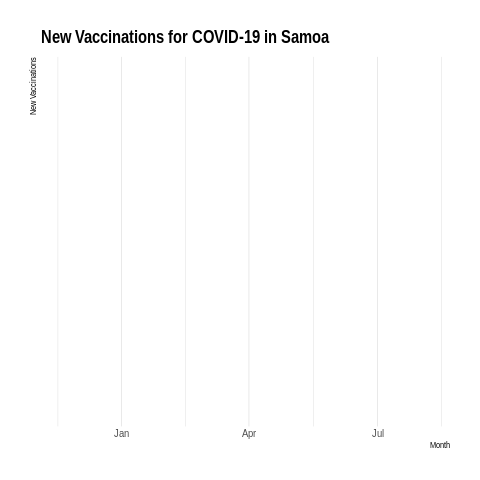 New Vaccinations for COVID-19 in Samoa
New Vaccinations
Jan Apr Jul
Month